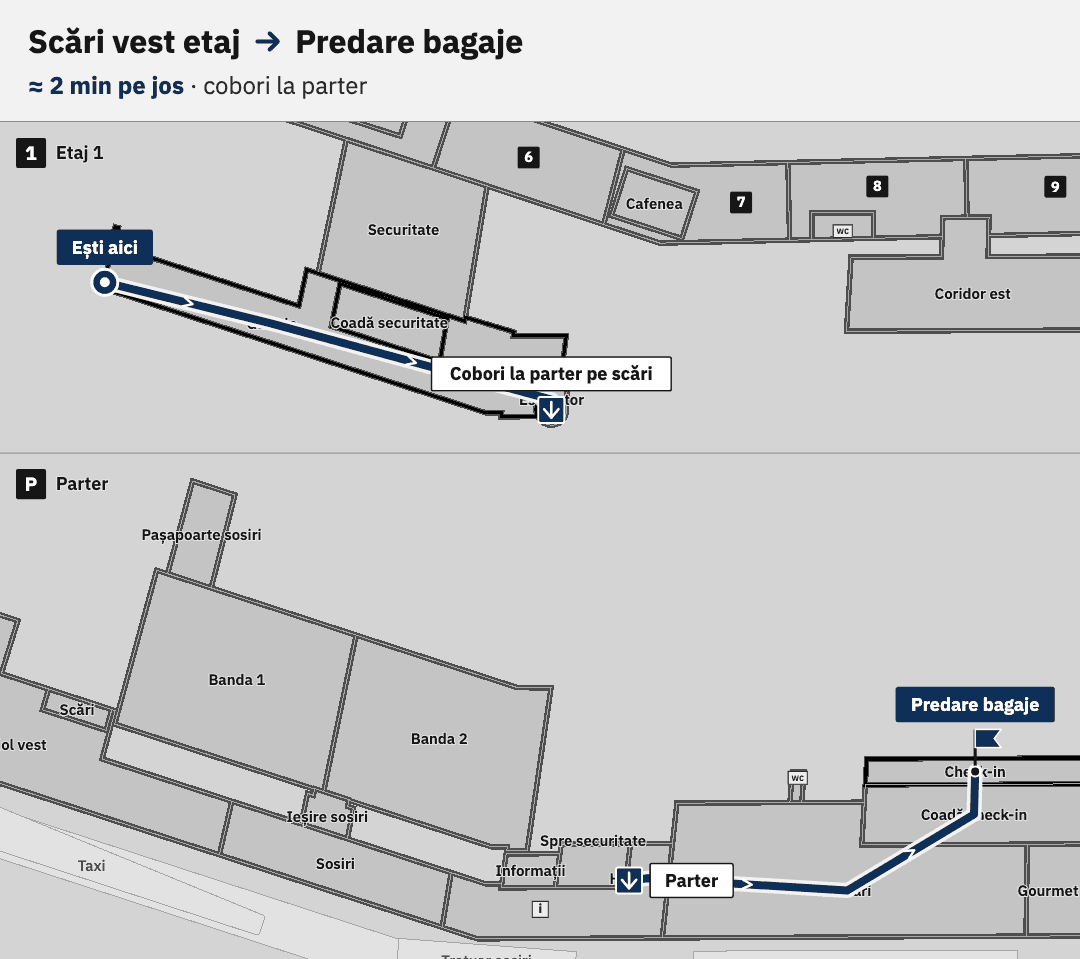 Scări vest etaj → Predare bagaje
≈ 2 min pe jos · cobori la parter
1 Etaj 1
6
7
8
9
Cafenea
wc
Securitate
Ești aici
Coridor est
Coadă securitate
Cobori la parter pe scări
P Parter
Pașapoarte sosiri
Banda 1
Scări
Banda 2
Predare bagaje
wc
Ieșire sosiri
Spre securitate
Sosiri
Taxi
Informații
Parter
i
Gourmet
Trotuar sosiri